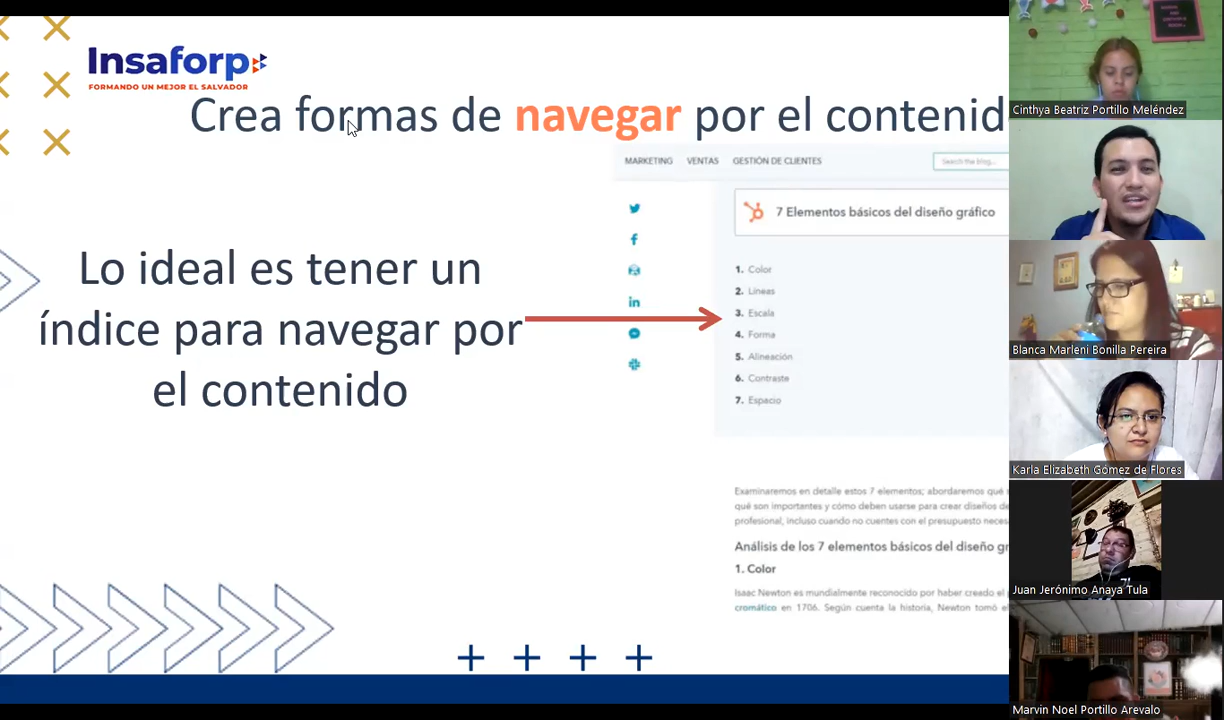 Insaforp
FORMANDO UN MEJOR EL SALVADOR
Crea formas de navegar por el contenid
Lo ideal es tener un
índice para navegar por
el contenido
MARKETING VENTAS GESTIÓN DE CLIENTES
Search the blog...
7 Elementos básicos del diseño gráfico
1. Color
2. Líneas
3. Escala
4. Forma
5. Alineación
6. Contraste
7. Espacio
Examinaremos en detalle estos 7 elementos; abordaremos qué
qué son importantes y cómo deben usarse para crear diseños de
profesional, incluso cuando no cuentes con el presupuesto
Análisis de los 7 elementos básicos del diseño
1. Color
Isaac Newton es mundialmente reconocido por haber creado el
cromático en 1706. Según cuenta la historia, Newton tomó
Cinthya Beatriz Portillo Meléndez
Blanca Marleni Bonilla Pereira
Karla Elizabeth Gómez de Flores
Juan Jerónimo Anaya Tula
Marvin Noel Portillo Arevalo